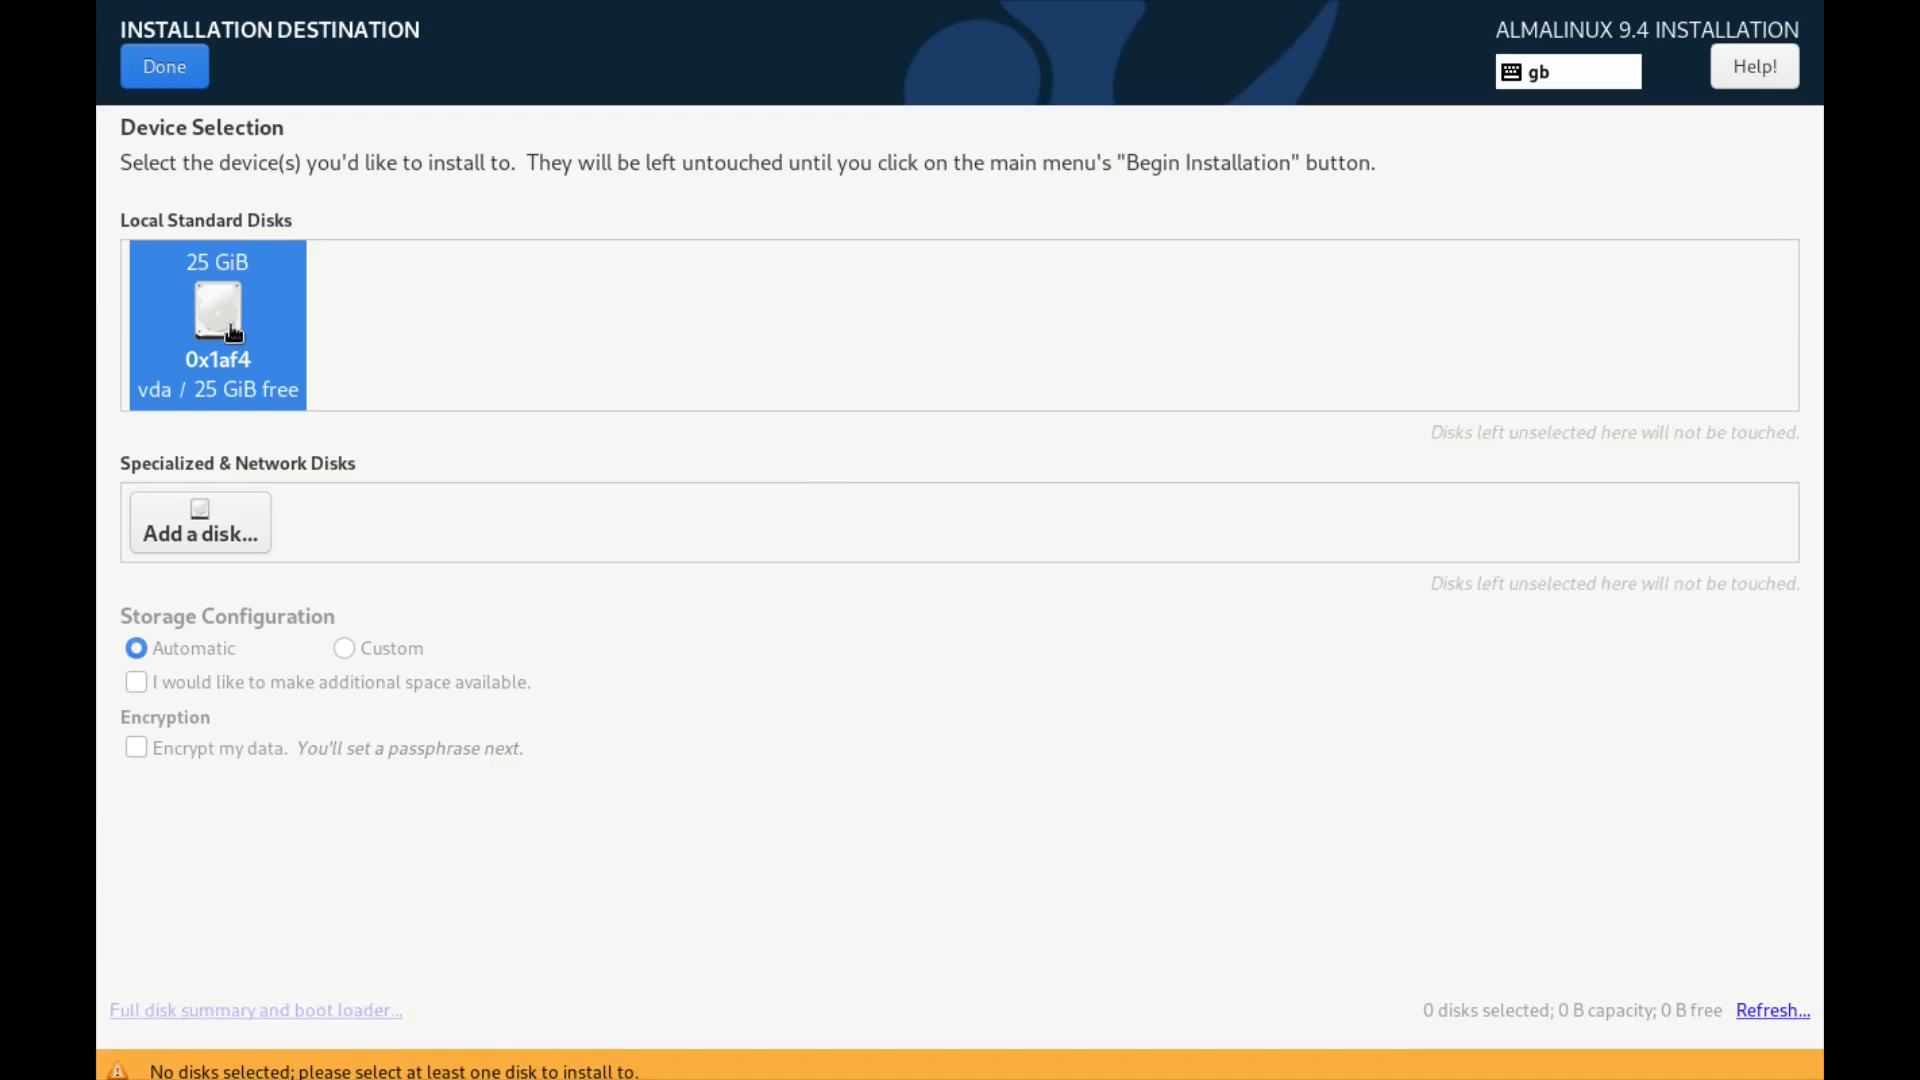 INSTALLATION DESTINATION
ALMALINUX 9.4 INSTALLATION
Done
gb
Help!
Device Selection
Select the device(s) you'd like to install to.  They will be left untouched until you click on the main menu's "Begin Installation" button.
Local Standard Disks
25 GiB
0x1af4
vda / 25 GiB free
Disks left unselected here will not be touched.
Specialized & Network Disks
Add a disk...
Disks left unselected here will not be touched.
Storage Configuration
Automatic
Custom
I would like to make additional space available.
Encryption
Encrypt my data. You'll set a passphrase next.
Full disk summary and boot loader...
0 disks selected; 0 B capacity; 0 B free
Refresh...
No disks selected; please select at least one disk to install to.